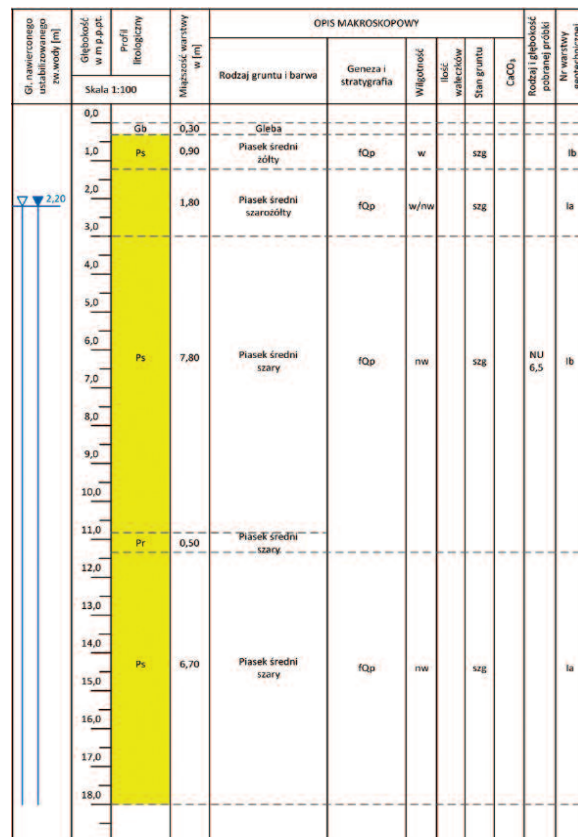 Gł. nawierconego
ustabilizowanego
zw.wody [m]
Głębokość
w m p.p.t.
Profil
litologiczny
Skala 1:100
Miąższość warstwy
w [m]
OPIS MAKROSKOPOWY
Rodzaj gruntu i barwa
Geneza i
stratygrafia
Wilgotność
Ilość
wałeczków
Stan gruntu
CaCO₃
Rodzaj i głębokość
pobranej próbki
Nr warstwy
geotechnicznej
0,0
Gb 0,30 Gleba
1,0 Ps 0,90 Piasek średni
żółty fQp w szg Ib
2,0
2,20
1,80 Piasek średni
szarożółty fQp w/nw szg Ia
3,0
4,0
5,0
6,0
Ps 7,80 Piasek średni
szary fQp nw szg NU
6,5 Ib
7,0
8,0
9,0
10,0
11,0
Pr 0,50 Piasek średni
szary
12,0
13,0
14,0
Ps 6,70 Piasek średni
szary fQp nw szg Ia
15,0
16,0
17,0
18,0